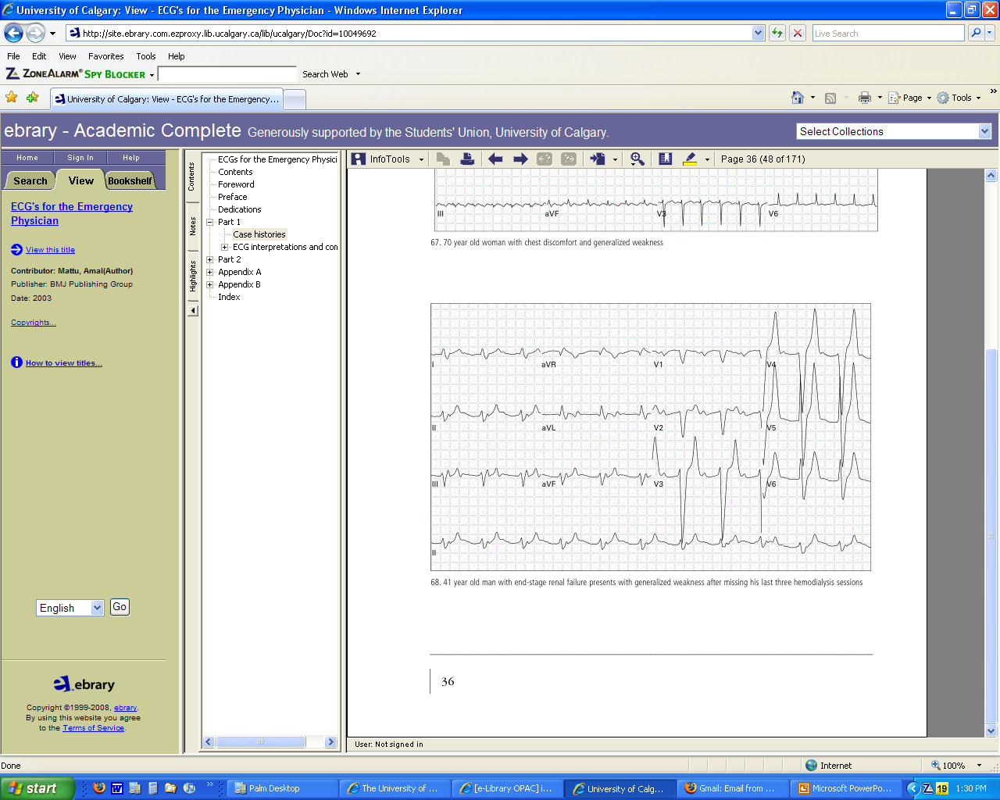 University of Calgary: View - ECG's for the Emergency Physician - Windows Internet Explorer
http://site.ebrary.com.ezproxy.lib.ucalgary.ca/lib/ucalgary/Doc?id=10049692
Live Search
File Edit View Favorites Tools Help
ZONEALARM® SPY BLOCKER
Search Web
University of Calgary: View - ECG's for the Emergency...
Page Tools »
ebrary - Academic Complete Generously supported by the Students' Union, University of Calgary.
Select Collections
Home Sign In Help
Search View Bookshelf
ECG's for the Emergency
Physician
View this title
Contributor: Mattu, Amal(Author)
Publisher: BMJ Publishing Group
Date: 2003
Copyrights...
How to view titles...
English Go
ebrary
Copyright ©1999-2008, ebrary.
By using this website you agree
to the Terms of Service.
Contents
Notes
Highlights
ECGs for the Emergency Physici
Contents
Foreword
Preface
Dedications
Part 1
Case histories
ECG interpretations and con
Part 2
Appendix A
Appendix B
Index
InfoTools
Page 36 (48 of 171)
III aVF V3 V6
67. 70 year old woman with chest discomfort and generalized weakness
I aVR V1 V4
II aVL V2 V5
III aVF V3 V6
II
68. 41 year old man with end-stage renal failure presents with generalized weakness after missing his last three hemodialysis sessions
36
User: Not signed in
Done
Internet
100%
start
»
Palm Desktop
The University of ...
[e-Library OPAC] i...
University of Calg...
Gmail: Email from ...
Microsoft PowerPo...
19
1:30 PM